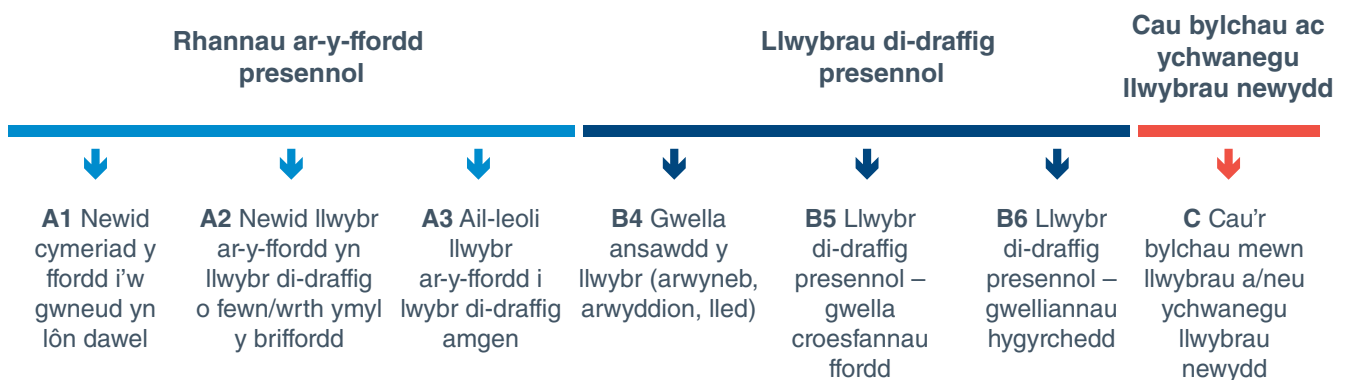 Rhannau ar-y-ffordd
presennol
Llwybrau di-draffig
presennol
Cau bylchau ac
ychwanegu
llwybrau newydd
A1 Newid
cymeriad y
ffordd i'w
gwneud yn
lôn dawel
A2 Newid llwybr
ar-y-ffordd yn
llwybr di-draffig
o fewn/wrth ymyl
y briffordd
A3 Ail-leoli
llwybr
ar-y-ffordd i
lwybr di-draffig
amgen
B4 Gwella
ansawdd y
llwybr (arwyneb,
arwyddion, lled)
B5 Llwybr
di-draffig
presennol –
gwella
croesfannau
ffordd
B6 Llwybr
di-draffig
presennol –
gwelliannau
hygyrchedd
C Cau'r
bylchau mewn
llwybrau a/neu
ychwanegu
llwybrau
newydd